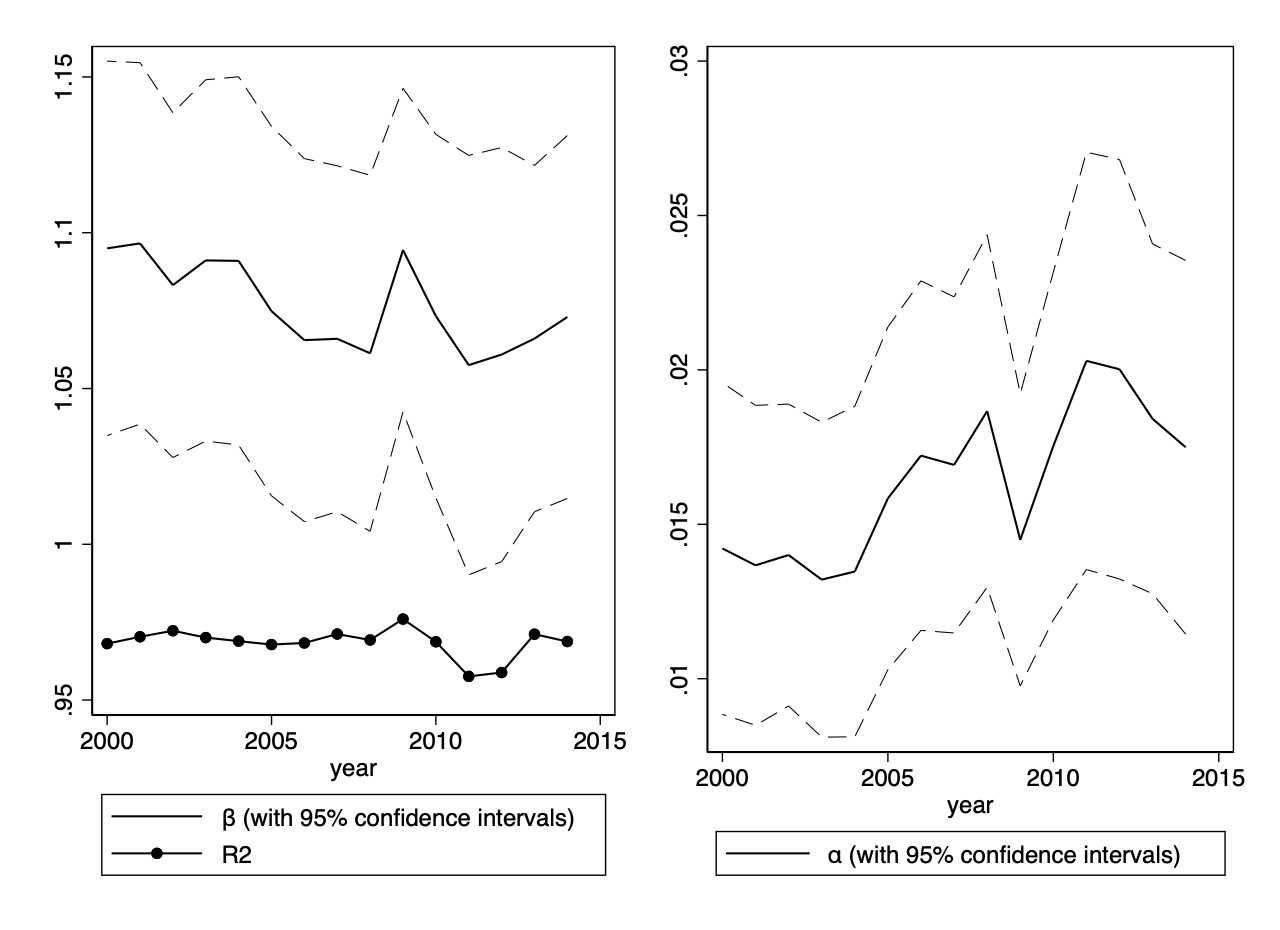 1.15
1.1
1.05
1
.95
2000 2005 2010 2015
year
β (with 95% confidence intervals)
R2
.03
.025
.02
.015
.01
2000 2005 2010 2015
year
α (with 95% confidence intervals)